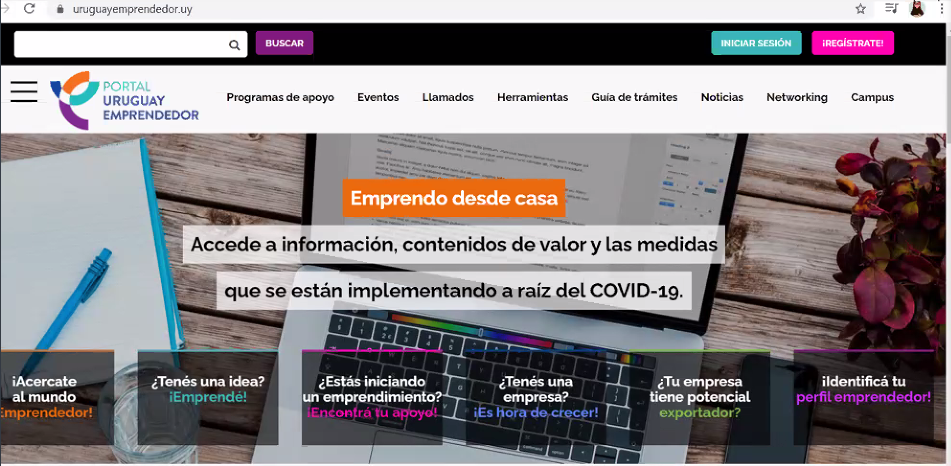 uruguayemprendedor.uy
BUSCAR
INICIAR SESIÓN
¡REGÍSTRATE!
PORTAL
URUGUAY
EMPRENDEDOR
Programas de apoyo
Eventos
Llamados
Herramientas
Guía de trámites
Noticias
Networking
Campus
Emprendo desde casa
Accede a información, contenidos de valor y las medidas
que se están implementando a raíz del COVID-19.
¡Acercate
al mundo
Emprendedor!
¿Tenés una idea?
¡Emprendé!
¿Estás iniciando
un emprendimiento?
¡Encontrá tu apoyo!
¿Tenés una
empresa?
¡Es hora de crecer!
¿Tu empresa
tiene potencial
exportador?
¡Identificá tu
perfil emprendedor!